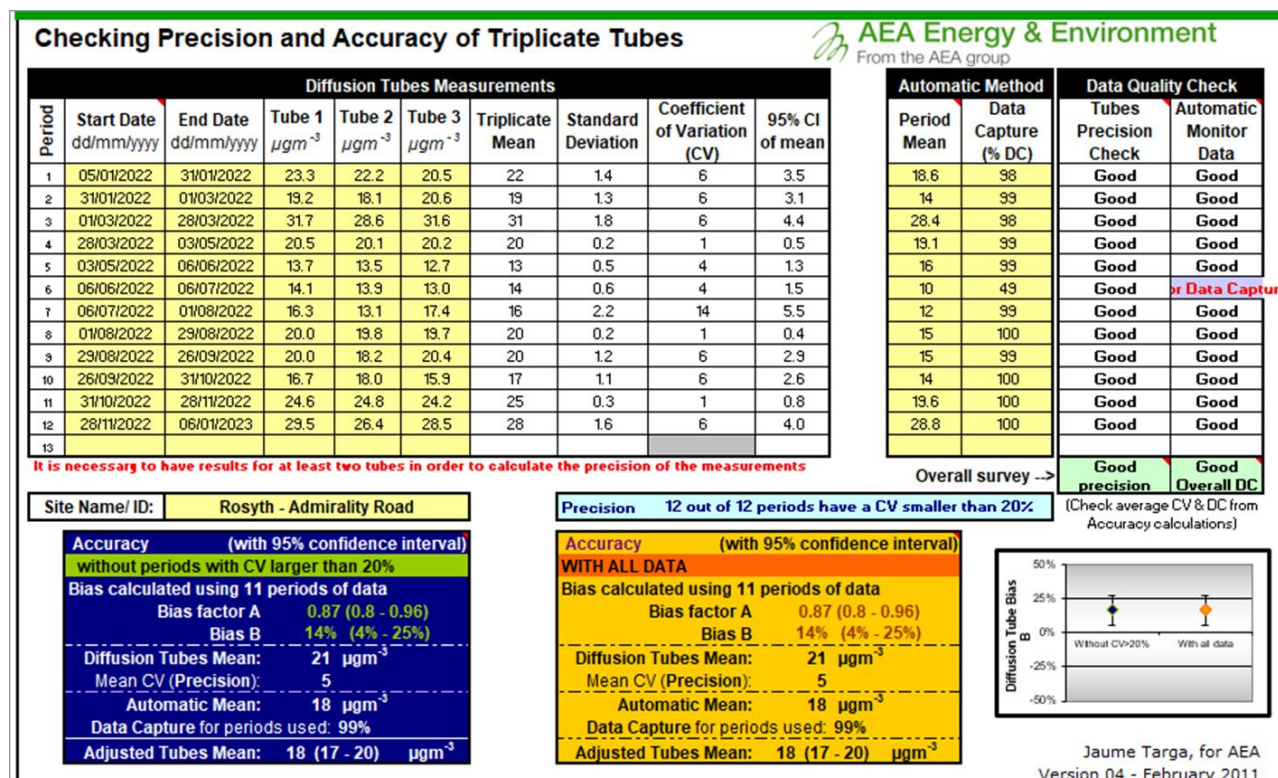 Checking Precision and Accuracy of Triplicate Tubes
AEA Energy & Environment
From the AEA group
Diffusion Tubes Measurements
Automatic Method
Data Quality Check
Period
Start Date dd/mm/yyyy
End Date dd/mm/yyyy
Tube 1 µgm-3
Tube 2 µgm-3
Tube 3 µgm-3
Triplicate Mean
Standard Deviation
Coefficient of Variation (CV)
95% CI of mean
Period Mean
Data Capture (% DC)
Tubes Precision Check
Automatic Monitor Data
1 05/01/2022 31/01/2022 23.3 22.2 20.5 22 1.4 6 3.5 18.6 98 Good Good
2 31/01/2022 01/03/2022 19.2 18.1 20.6 19 1.3 6 3.1 14 99 Good Good
3 01/03/2022 28/03/2022 31.7 28.6 31.6 31 1.8 6 4.4 28.4 98 Good Good
4 28/03/2022 03/05/2022 20.5 20.1 20.2 20 0.2 1 0.5 19.1 99 Good Good
5 03/05/2022 06/06/2022 13.7 13.5 12.7 13 0.5 4 1.3 16 99 Good Good
6 06/06/2022 06/07/2022 14.1 13.9 13.0 14 0.6 4 1.5 10 49 Good or Data Captur
7 06/07/2022 01/08/2022 16.3 13.1 17.4 16 2.2 14 5.5 12 99 Good Good
8 01/08/2022 29/08/2022 20.0 19.8 19.7 20 0.2 1 0.4 15 100 Good Good
9 29/08/2022 26/09/2022 20.0 18.2 20.4 20 1.2 6 2.9 15 99 Good Good
10 26/09/2022 31/10/2022 16.7 18.0 15.9 17 1.1 6 2.6 14 100 Good Good
11 31/10/2022 28/11/2022 24.6 24.8 24.2 25 0.3 1 0.8 19.6 100 Good Good
12 28/11/2022 06/01/2023 29.5 26.4 28.5 28 1.6 6 4.0 28.8 100 Good Good
13
It is necessary to have results for at least two tubes in order to calculate the precision of the measurements
Overall survey -->
Good precision
Good Overall DC
Site Name/ ID: Rosyth - Admirality Road
Precision 12 out of 12 periods have a CV smaller than 20%
(Check average CV & DC from
Accuracy calculations)
Accuracy (with 95% confidence interval)
without periods with CV larger than 20%
Bias calculated using 11 periods of data
Bias factor A 0.87 (0.8 - 0.96)
Bias B 14% (4% - 25%)
Diffusion Tubes Mean: 21 µgm-3
Mean CV (Precision): 5
Automatic Mean: 18 µgm-3
Data Capture for periods used: 99%
Adjusted Tubes Mean: 18 (17 - 20) µgm-3
Accuracy (with 95% confidence interval)
WITH ALL DATA
Bias calculated using 11 periods of data
Bias factor A 0.87 (0.8 - 0.96)
Bias B 14% (4% - 25%)
Diffusion Tubes Mean: 21 µgm-3
Mean CV (Precision): 5
Automatic Mean: 18 µgm-3
Data Capture for periods used: 99%
Adjusted Tubes Mean: 18 (17 - 20) µgm-3
Diffusion Tube Bias B
50%
25%
0%
-25%
-50%
Without CV>20%
With all data
Jaume Targa, for AEA
Version 04 - February 2011